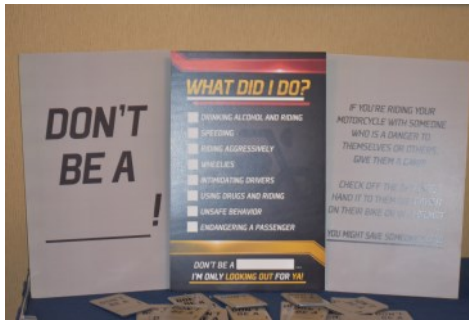 DON'T
BE A
!
WHAT DID I DO?
DRINKING ALCOHOL AND RIDING
SPEEDING
RIDING AGGRESSIVELY
WHEELIES
INTIMIDATING DRIVERS
USING DRUGS AND RIDING
UNSAFE BEHAVIOR
ENDANGERING A PASSENGER
DON'T BE A
I'M ONLY LOOKING OUT FOR YA!
IF YOU'RE RIDING YOUR
MOTORCYCLE WITH SOMEONE
WHO IS A DANGER TO
THEMSELVES OR OTHERS,
GIVE THEM A CARD!
CHECK OFF THE
HAND IT TO THEM
ON THEIR BIKE
YOU MIGHT SAVE